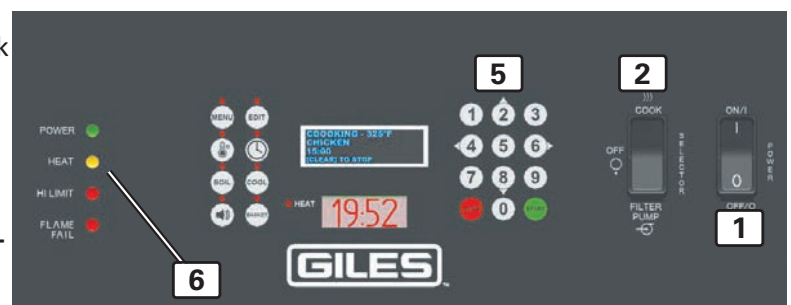 k
5
2
COOK
ON/I
MENU
EDIT
1 2 3
POWER
COOOKING - 325°F
CHICKEN
15:00
[CLEAR] TO STOP
OFF
SELECTOR
POWER
HEAT
F°
4 5 6
BOIL
COOL
7 8 9
HI LIMIT
HEAT
19:52
0
START
FILTER
PUMP
OFF/O
FLAME
FAIL
BASKET
1
GILES
6